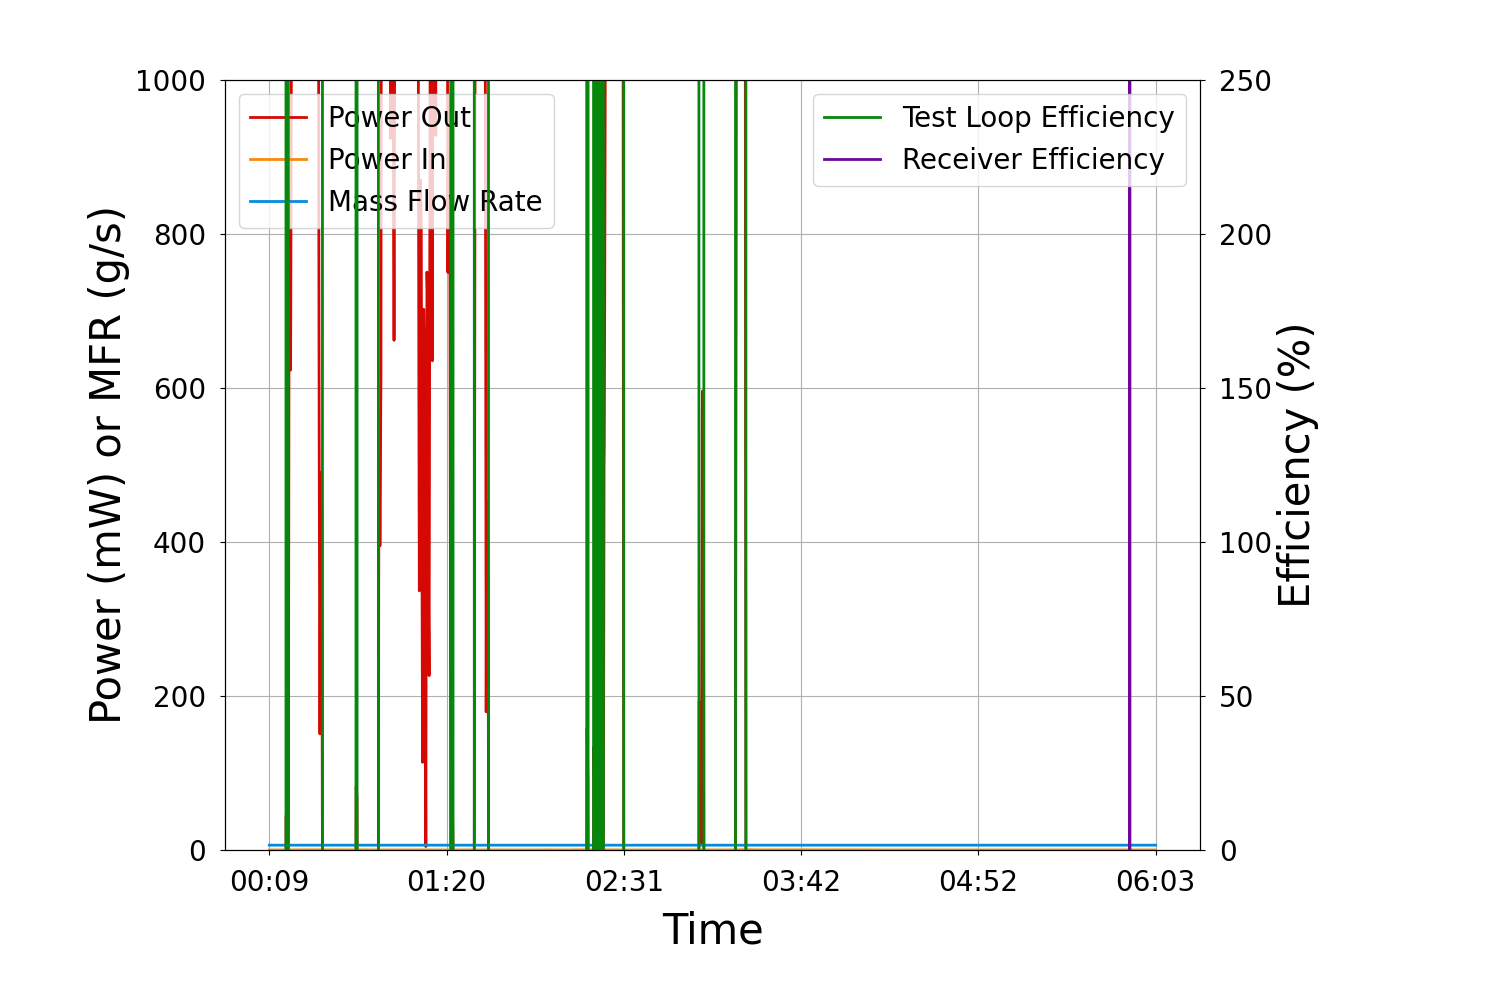 1000
800
600
400
200
0
Power (mW) or MFR (g/s)
Power Out
Power In
Mass Flow Rate
Test Loop Efficiency
Receiver Efficiency
250
200
150
100
50
0
Efficiency (%)
00:09 01:20 02:31 03:42 04:52 06:03
Time